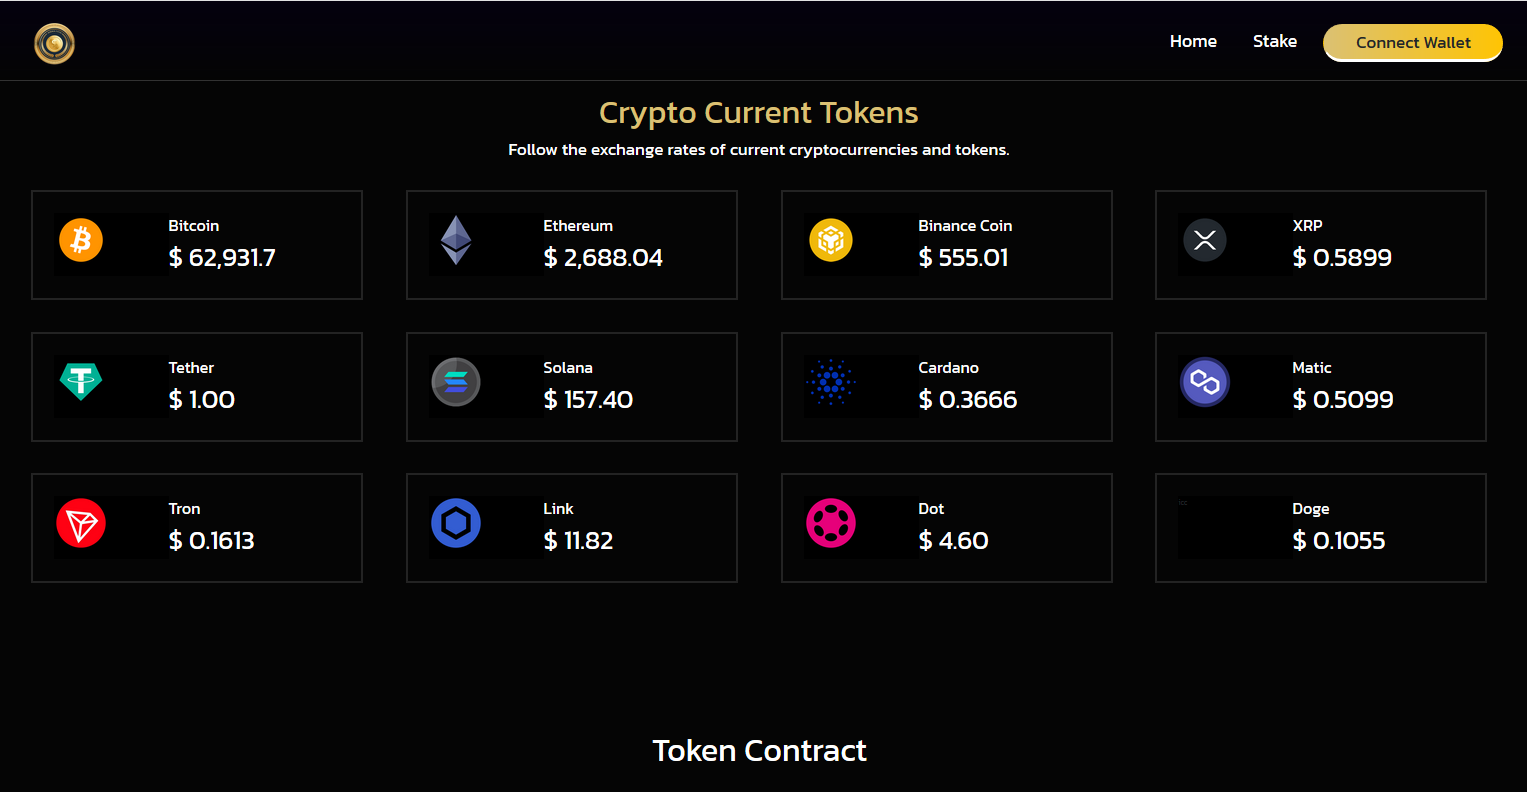 Home Stake Connect Wallet
Crypto Current Tokens
Follow the exchange rates of current cryptocurrencies and tokens.
Bitcoin
$ 62,931.7
Ethereum
$ 2,688.04
Binance Coin
$ 555.01
XRP
$ 0.5899
Tether
$ 1.00
Solana
$ 157.40
Cardano
$ 0.3666
Matic
$ 0.5099
Tron
$ 0.1613
Link
$ 11.82
Dot
$ 4.60
Doge
$ 0.1055
Token Contract